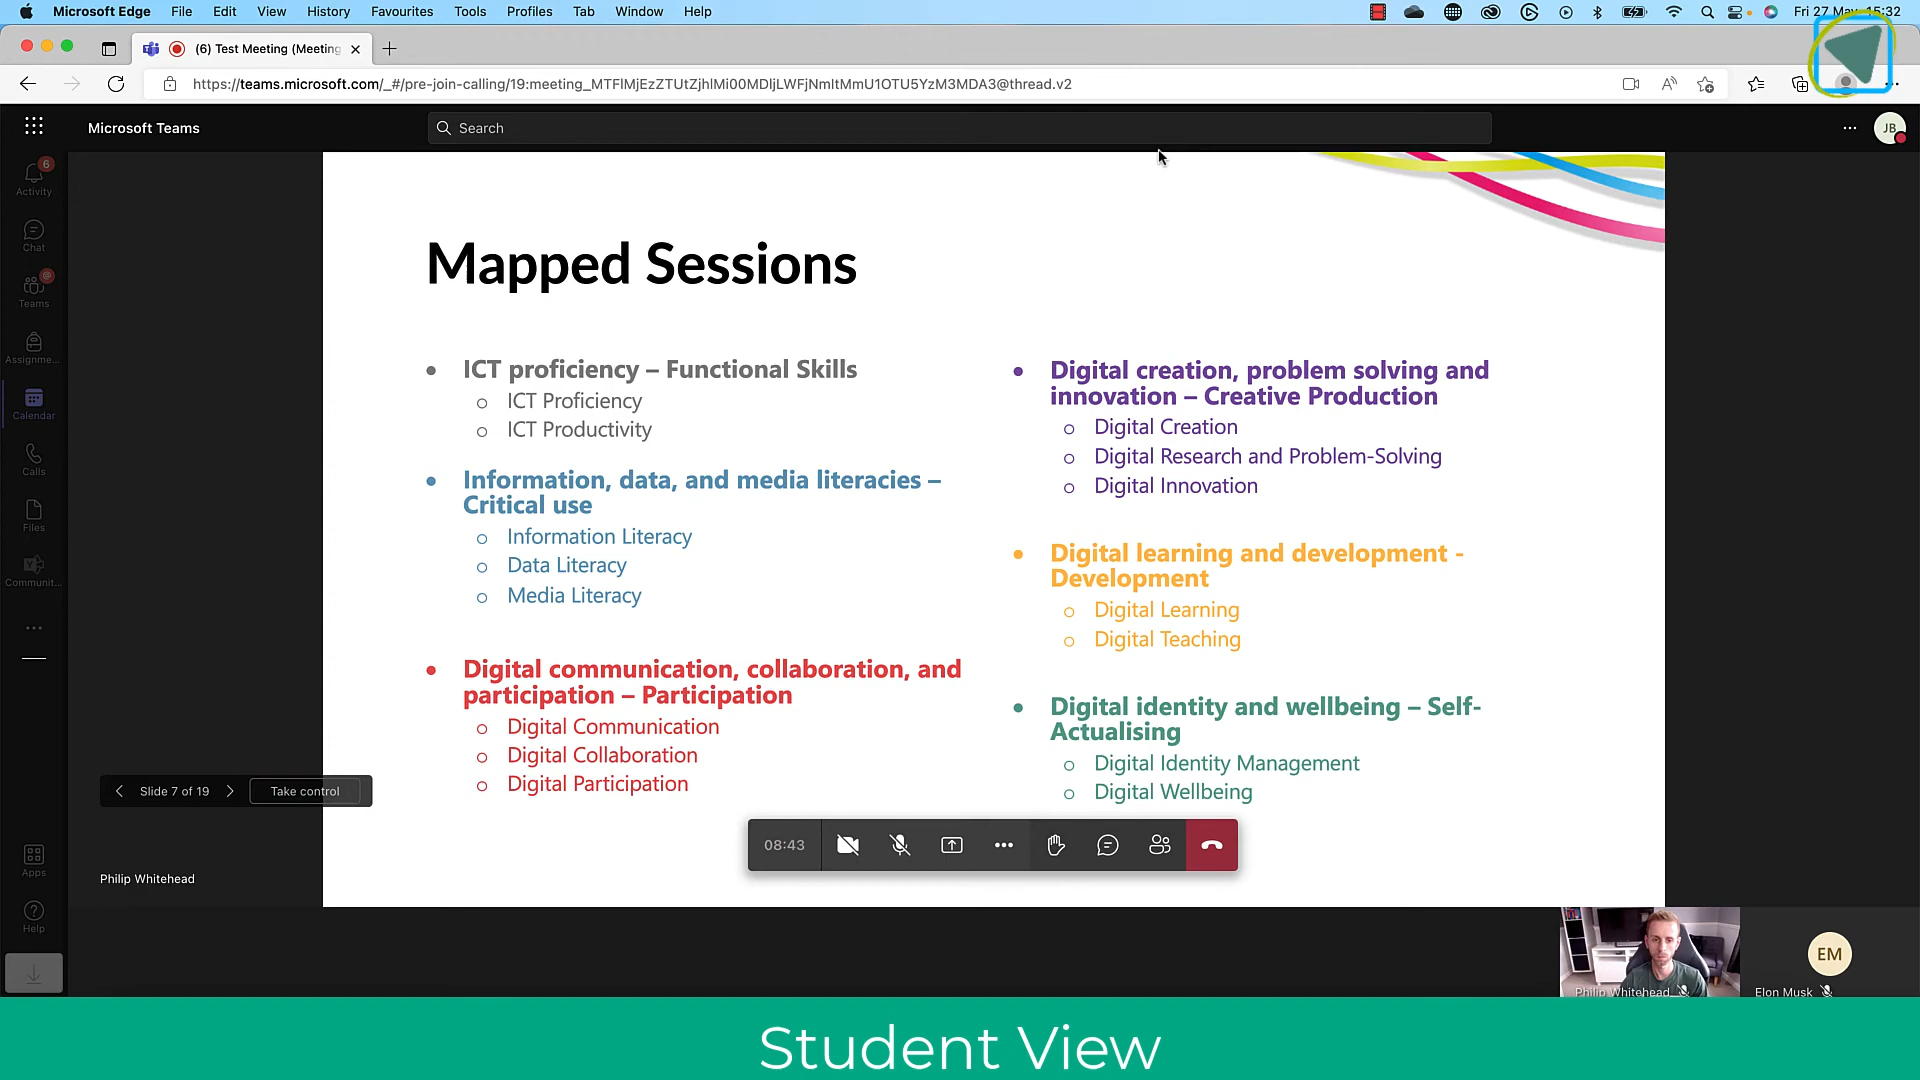 Microsoft Edge File Edit View History Favourites Tools Profiles Tab Window Help
Fri 27 May 15:32
(6) Test Meeting (Meeting
https://teams.microsoft.com/_#/pre-join-calling/19:meeting_MTFlMjEzZTUtZjhlMi00MDljLWFjNmItMmU1OTU5YzM3MDA3@thread.v2
Microsoft Teams
Search
JB
6
Activity
Chat
Teams
Assignme...
Calendar
Calls
Files
Communit...
Apps
Help
Mapped Sessions
• ICT proficiency – Functional Skills
o ICT Proficiency
o ICT Productivity
• Information, data, and media literacies –
Critical use
o Information Literacy
o Data Literacy
o Media Literacy
• Digital communication, collaboration, and
participation – Participation
o Digital Communication
o Digital Collaboration
o Digital Participation
• Digital creation, problem solving and
innovation – Creative Production
o Digital Creation
o Digital Research and Problem-Solving
o Digital Innovation
• Digital learning and development -
Development
o Digital Learning
o Digital Teaching
• Digital identity and wellbeing – Self-
Actualising
o Digital Identity Management
o Digital Wellbeing
Slide 7 of 19
Take control
08:43
Philip Whitehead
Philip Whitehead
EM
Elon Musk
Student View